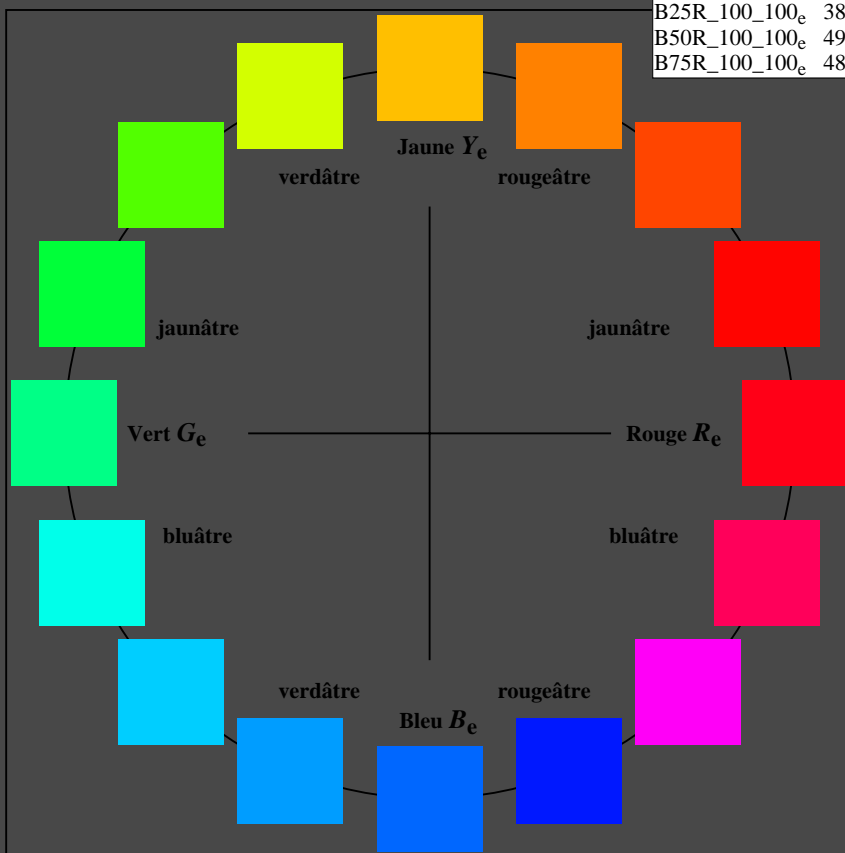 B25R_100_100e 38
B50R_100_100e 49
B75R_100_100e 48
Jaune Ye
verdâtre rougeâtre
jaunâtre jaunâtre
Vert Ge Rouge Re
bluâtre bluâtre
verdâtre rougeâtre
Bleu Be